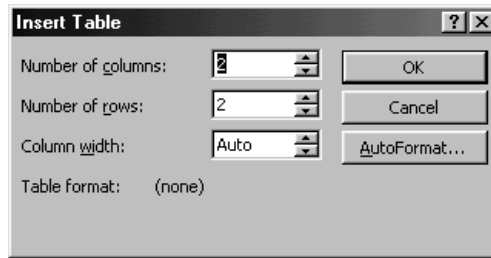 Insert Table
Number of columns: 2 OK
Number of rows: 2 Cancel
Column width: Auto AutoFormat...
Table format: (none)